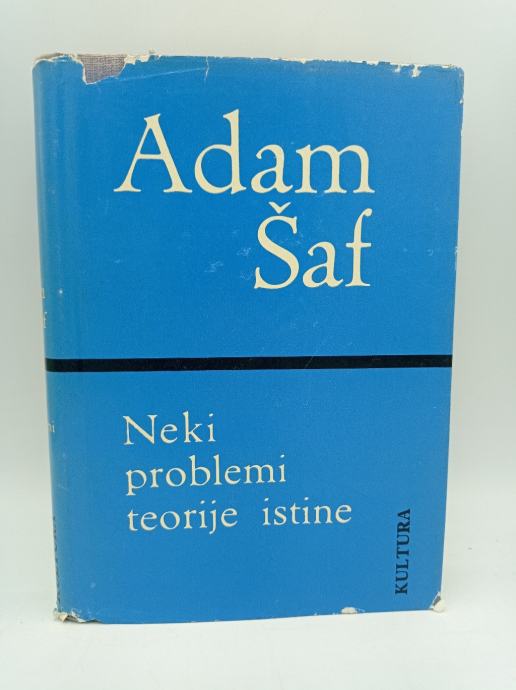 Adam
Šaf
Neki
problemi
teorije istine
KULTURA